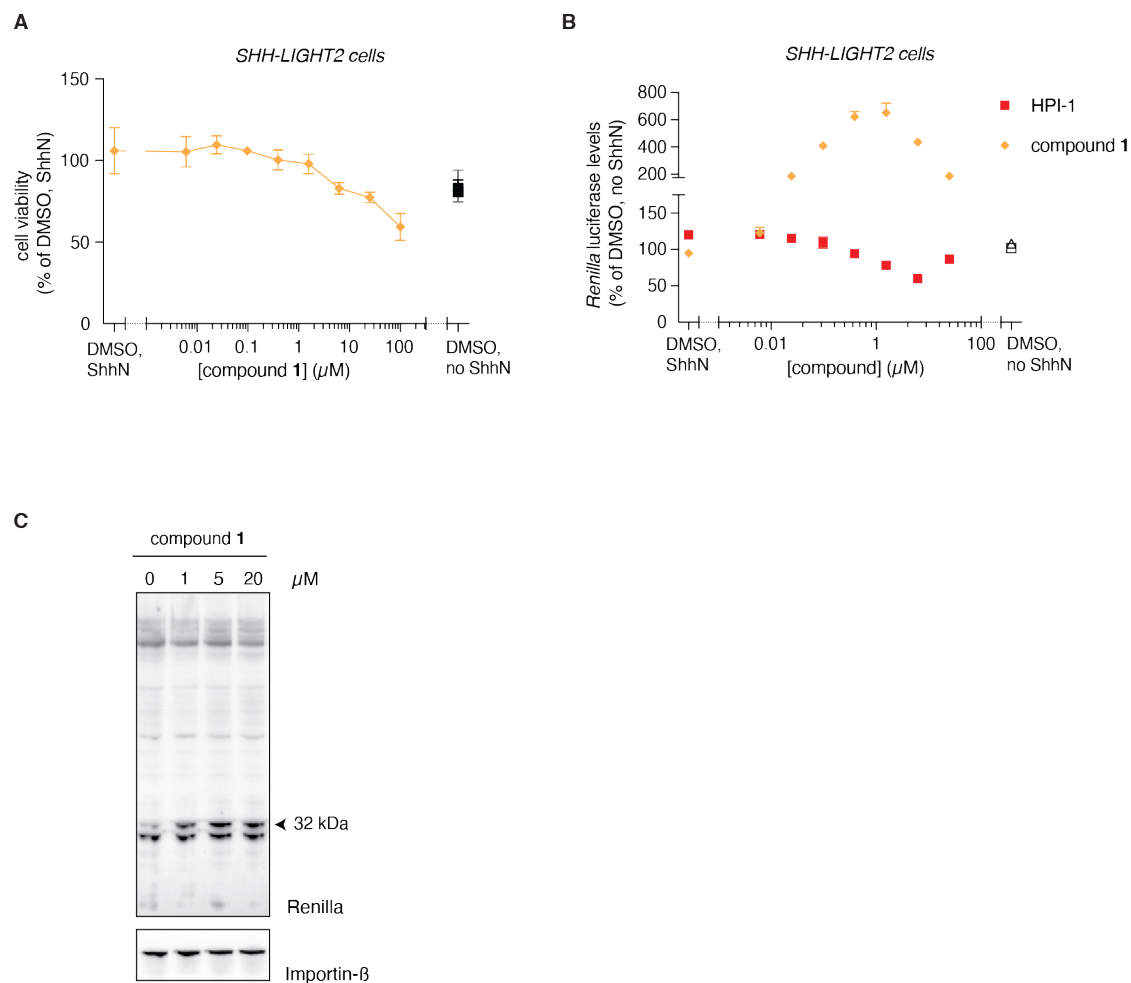 A
SHH-LIGHT2 cells
cell viability
(% of DMSO, ShhN)
150
100
50
0
DMSO,
ShhN
0.01 0.1 1 10 100
[compound 1] (µM)
DMSO,
no ShhN
B
SHH-LIGHT2 cells
Renilla luciferase levels
(% of DMSO, no ShhN)
800
600
400
200
150
100
50
0
DMSO,
ShhN
0.01 1 100
[compound] (µM)
DMSO,
no ShhN
HPI-1
compound 1
C
compound 1
0 1 5 20 µM
32 kDa
Renilla
Importin-ß